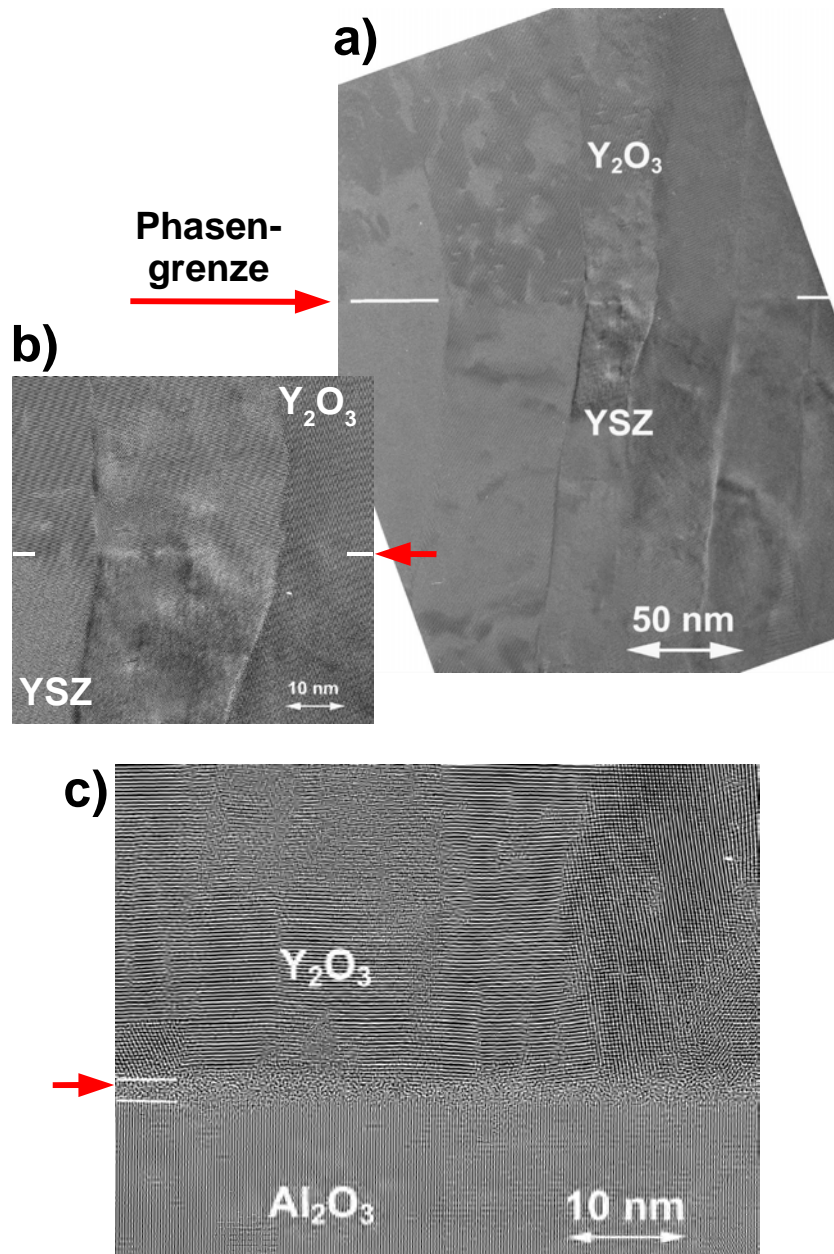 a)
Y₂O₃
Phasen-
grenze
b)
Y₂O₃
YSZ
50 nm
YSZ
10 nm
c)
Y₂O₃
Al₂O₃
10 nm